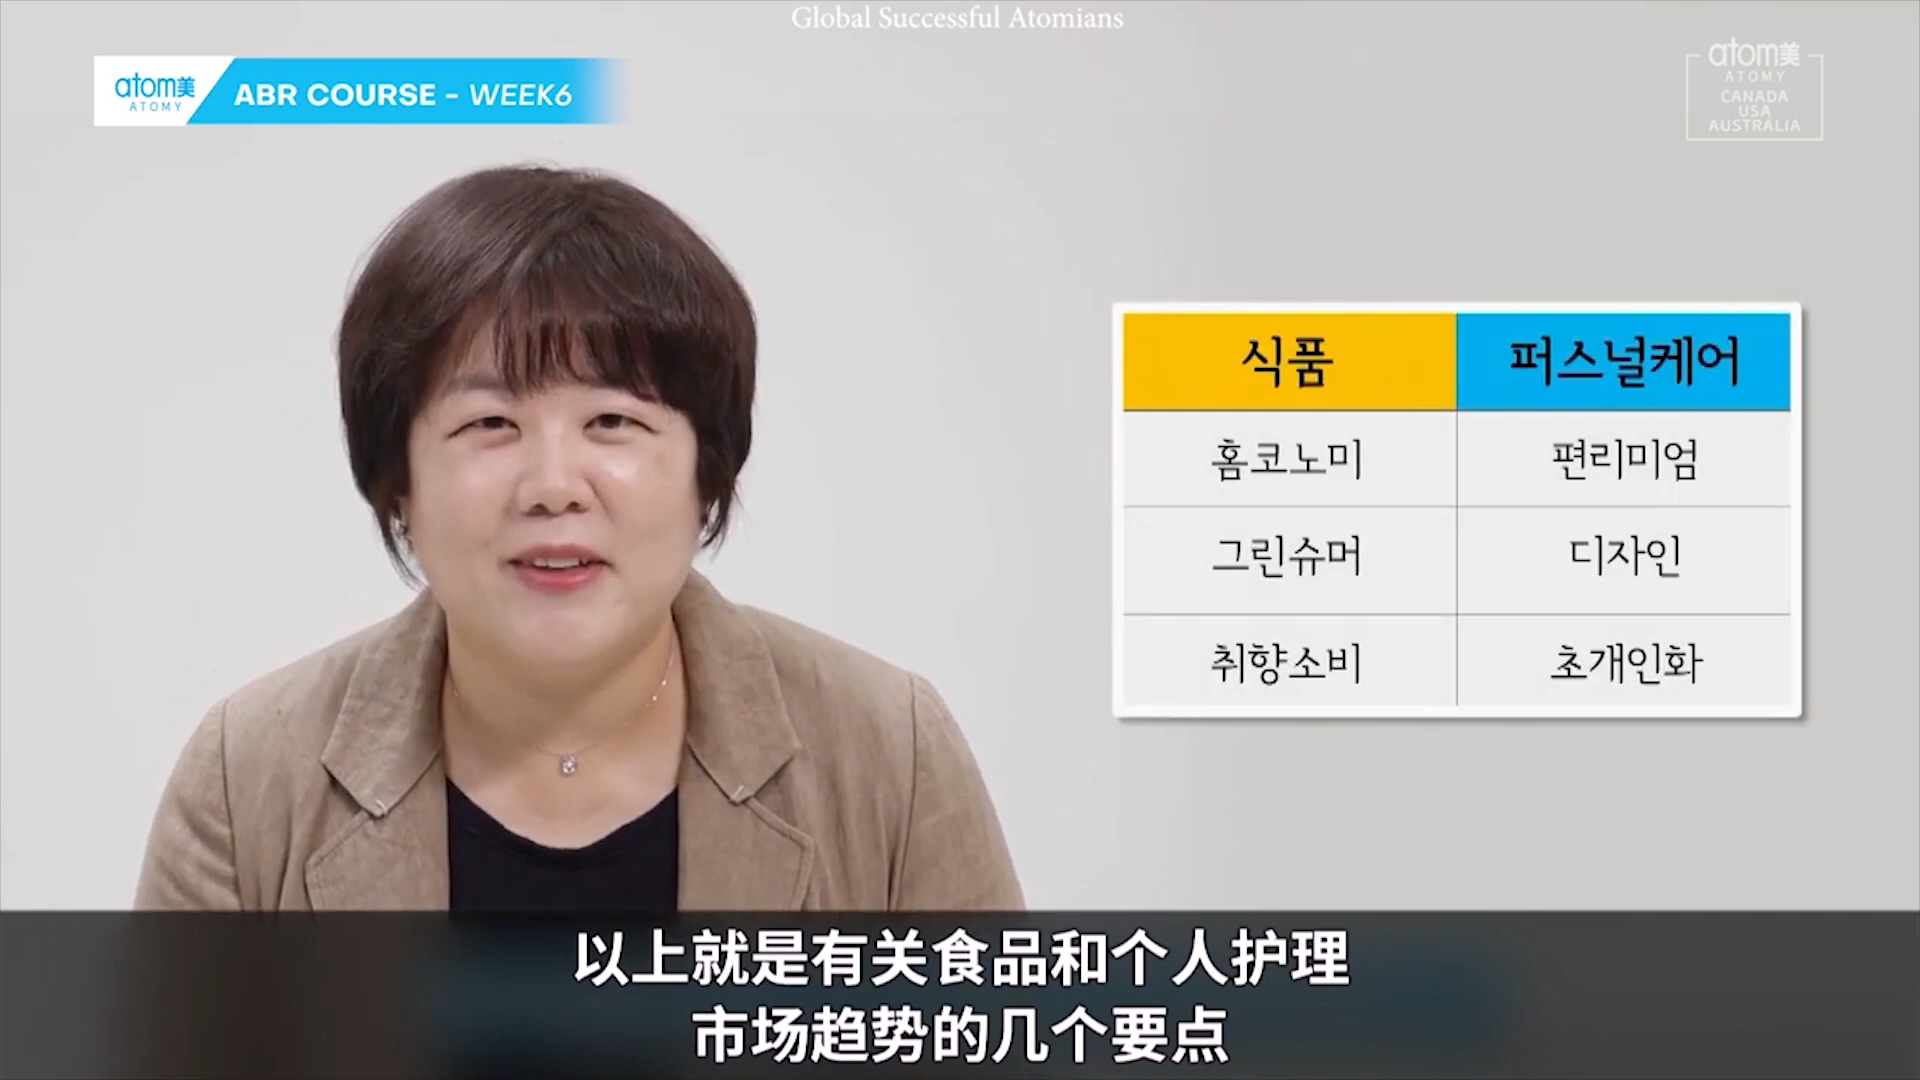 Global Successful Atomians
atom美
ATOMY
ABR COURSE - WEEK6
atom美
ATOMY
CANADA
USA
AUSTRALIA
식품 퍼스널케어
홈코노미 편리미엄
그린슈머 디자인
취향소비 초개인화
以上就是有关食品和个人护理
市场趋势的几个要点